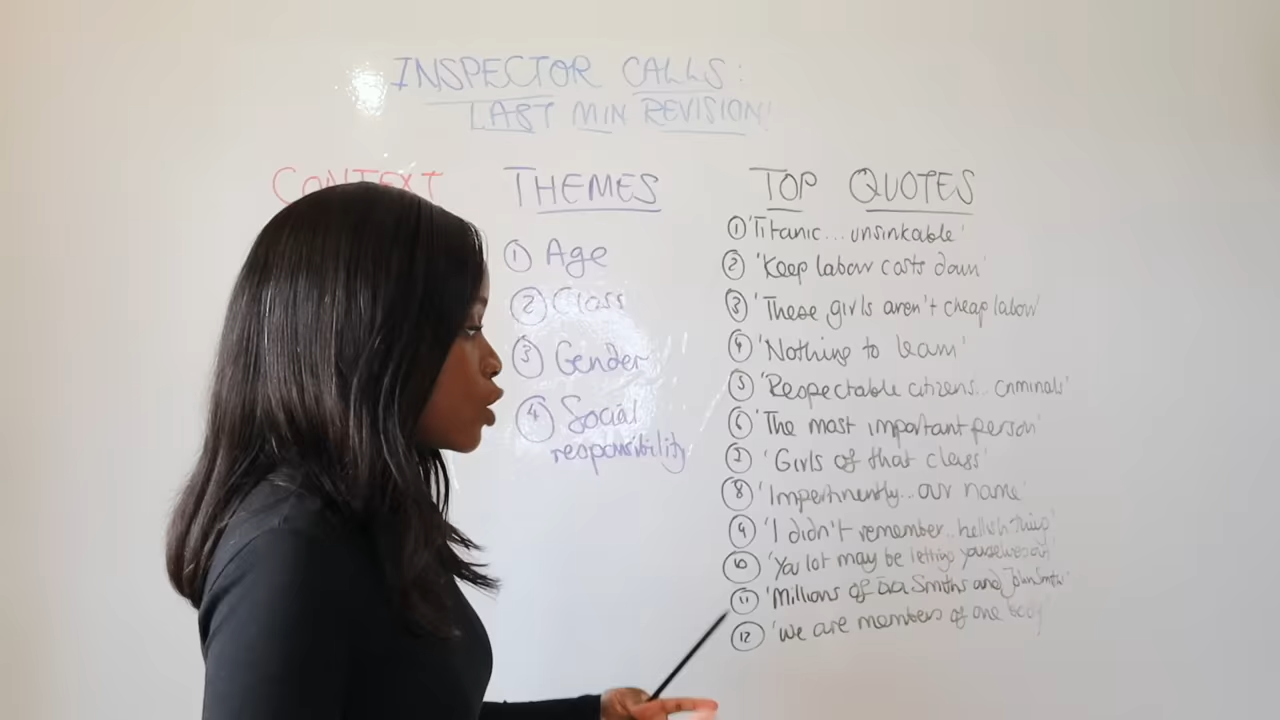 INSPECTOR CALLS:
LAST MIN REVISION!
CONTEXT
THEMES
① Age
② Class
③ Gender
④ Social
responsibility
TOP QUOTES
① 'Titanic... unsinkable'
② 'Keep labour costs down'
③ 'These girls aren't cheap labour'
④ 'Nothing to learn'
⑤ 'Respectable citizens... criminals'
⑥ 'The most important person'
⑦ 'Girls of that class'
⑧ 'Impertinently... our name'
⑨ 'I didn't remember.. hellish thing'
⑩ 'You lot may be letting yourselves
⑪ 'Millions of Eva Smiths and John Smiths'
⑫ 'We are members of one body'